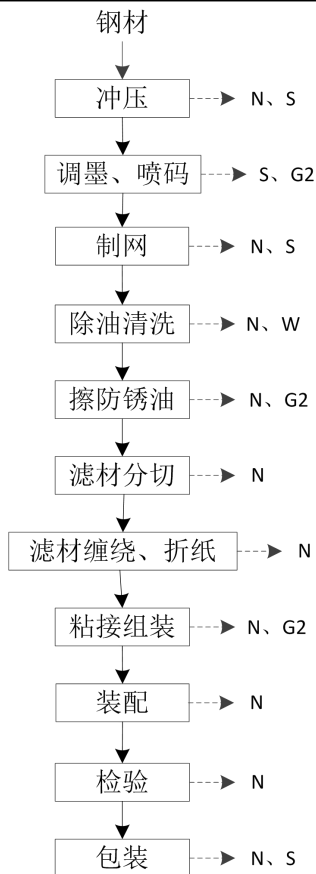 钢材
冲压 N、S
调墨、喷码 S、G2
制网 N、S
除油清洗 N、W
擦防锈油 N、G2
滤材分切 N
滤材缠绕、折纸 N
粘接组装 N、G2
装配 N
检验 N
包装 N、S